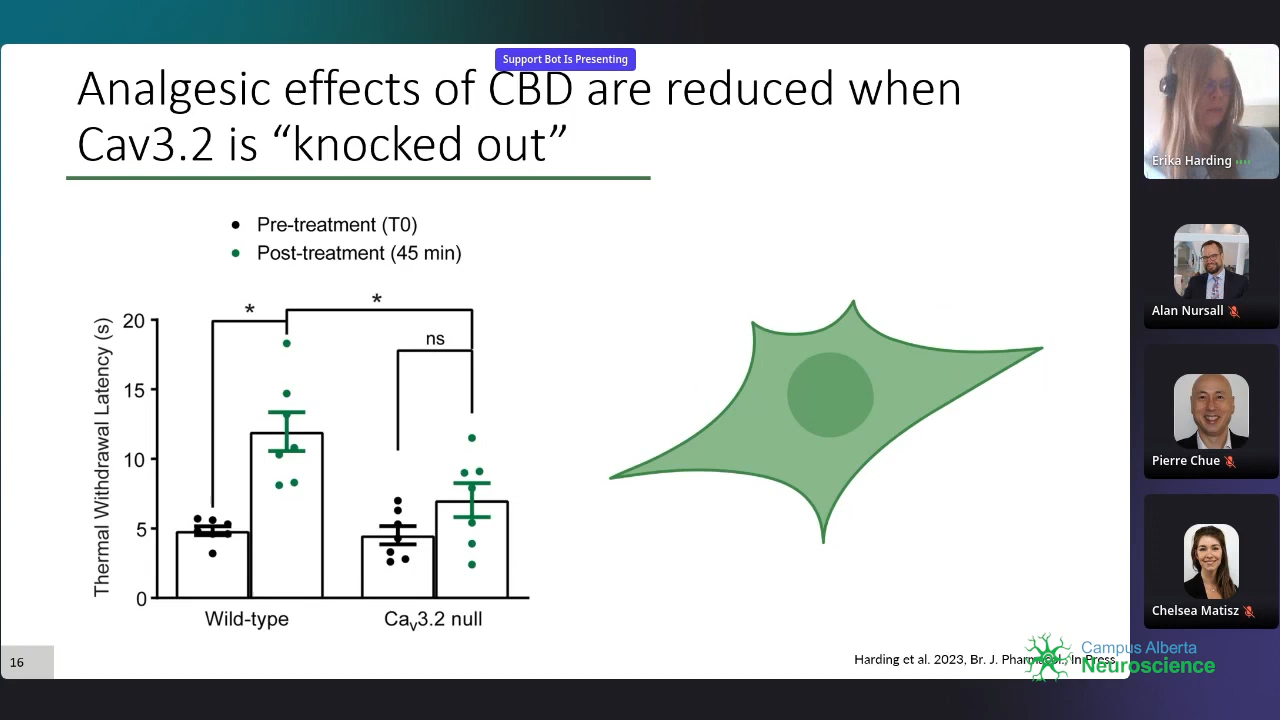 Support Bot Is Presenting
Analgesic effects of CBD are reduced when
Cav3.2 is “knocked out”
Pre-treatment (T0)
Post-treatment (45 min)
*
*
ns
Thermal Withdrawal Latency (s)
20
15
10
5
0
Wild-type
Cav3.2 null
16
Harding et al. 2023, Br. J. Pharmacol., In Press
Campus Alberta
Neuroscience
Erika Harding
Alan Nursall
Pierre Chue
Chelsea Matisz